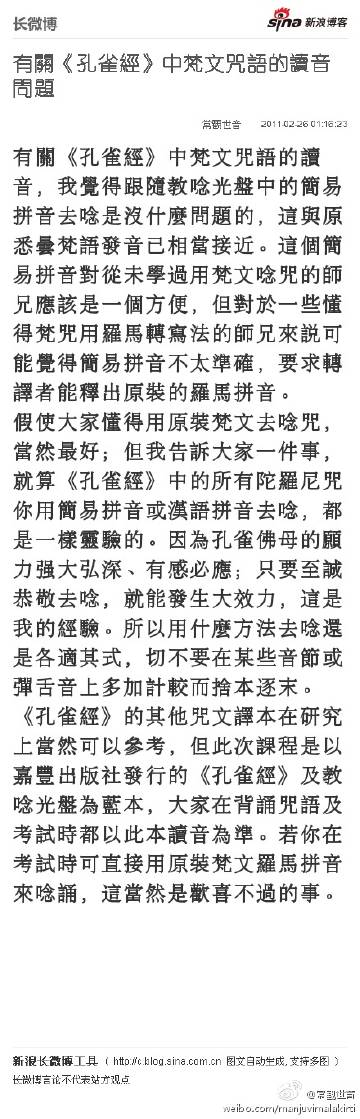 长微博
sina 新浪博客
有關《孔雀經》中梵文咒語的讀音
問題
常觀世音 2011-02-26 01:16:23
有關《孔雀經》中梵文咒語的讀
音，我覺得跟隨教唸光盤中的簡易
拼音去唸是沒什麼問題的，這與原
悉曇梵語發音已相當接近。這個簡
易拼音對從未學過用梵文唸咒的師
兄應該是一個方便，但對於一些懂
得梵咒用羅馬轉寫法的師兄來說可
能覺得簡易拼音不太準確，要求轉
譯者能釋出原裝的羅馬拼音。
假使大家懂得用原裝梵文去唸咒，
當然最好；但我告訴大家一件事，
就算《孔雀經》中的所有陀羅尼咒
你用簡易拼音或漢語拼音去唸，都
是一樣靈驗的。因為孔雀佛母的願
力强大弘深、有感必應；只要至誠
恭敬去唸，就能發生大效力，這是
我的經驗。所以用什麼方法去唸還
是各適其式，切不要在某些音節或
彈舌音上多加計較而捨本逐末。
《孔雀經》的其他咒文譯本在研究
上當然可以參考，但此次課程是以
嘉豐出版社發行的《孔雀經》及教
唸光盤為藍本，大家在背誦咒語及
考試時都以此本讀音為準。若你在
考試時可直接用原裝梵文羅馬拼音
來唸誦，這當然是歡喜不過的事。
新浪长微博工具 ( http://c.blog.sina.com.cn 图文自动生成,支持多图 )
长微博言论不代表站方观点
@常觀世音
weibo.com/manjuvimalakirti